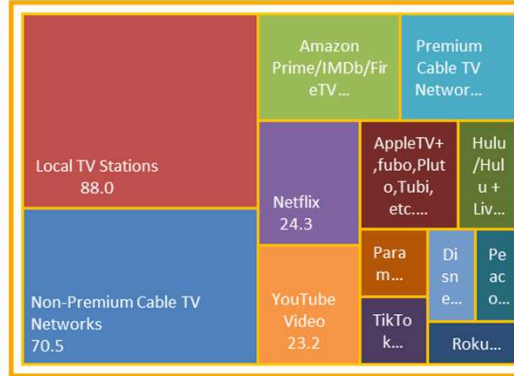 Local TV Stations
88.0
Non-Premium Cable TV
Networks
70.5
Amazon
Prime/IMDb/Fir
eTV...
Premium
Cable TV
Networ...
Netflix
24.3
YouTube
Video
23.2
AppleTV+
,fubo,Plut
o,Tubi,
etc....
Hulu
/Hul
u +
Liv...
Para
m...
Di
sn
e...
Pe
ac
o...
TikTo
k...
Roku...